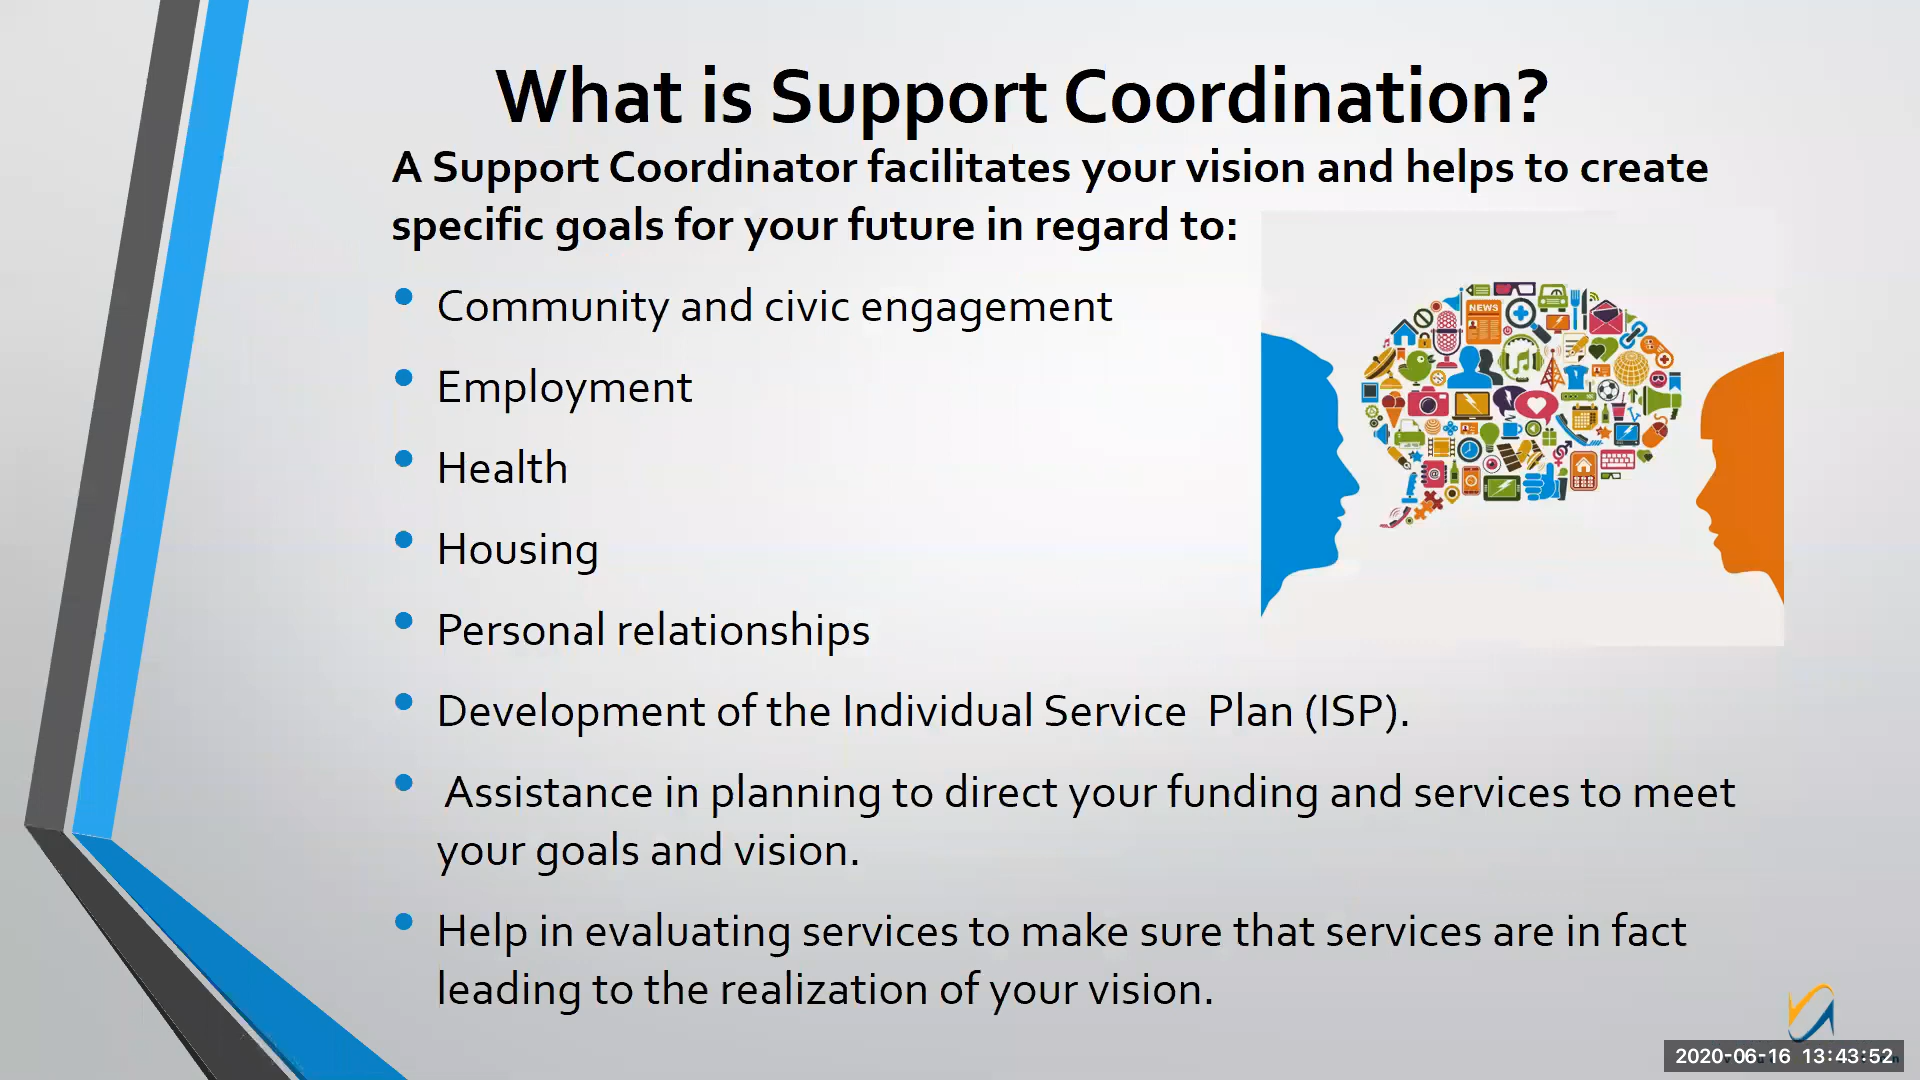 What is Support Coordination?
A Support Coordinator facilitates your vision and helps to create
specific goals for your future in regard to:
• Community and civic engagement
• Employment
• Health
• Housing
• Personal relationships
• Development of the Individual Service  Plan (ISP).
•  Assistance in planning to direct your funding and services to meet
your goals and vision.
• Help in evaluating services to make sure that services are in fact
leading to the realization of your vision.
NEWS
2020-06-16 13:43:52